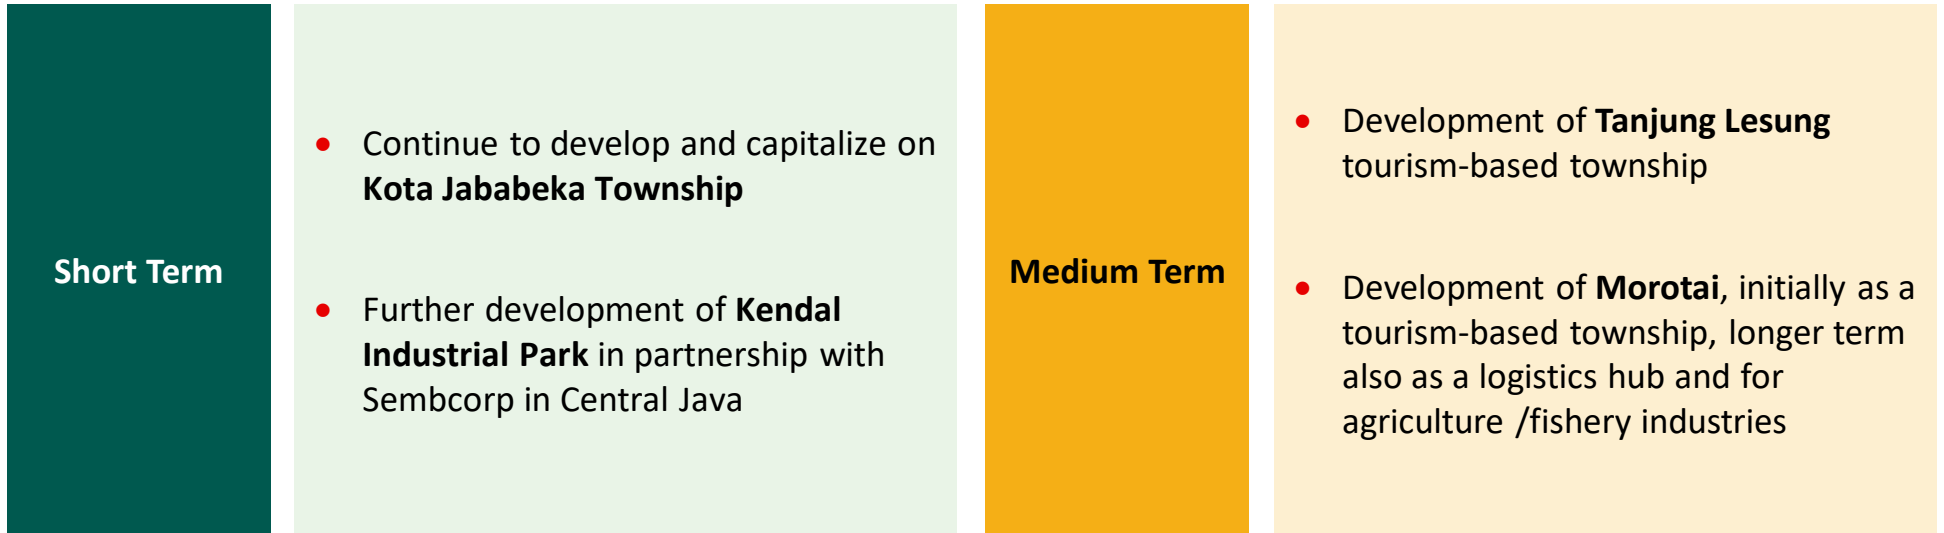 Short Term
• Continue to develop and capitalize on
Kota Jababeka Township
• Further development of Kendal
Industrial Park in partnership with
Sembcorp in Central Java
Medium Term
• Development of Tanjung Lesung
tourism-based township
• Development of Morotai, initially as a
tourism-based township, longer term
also as a logistics hub and for
agriculture /fishery industries